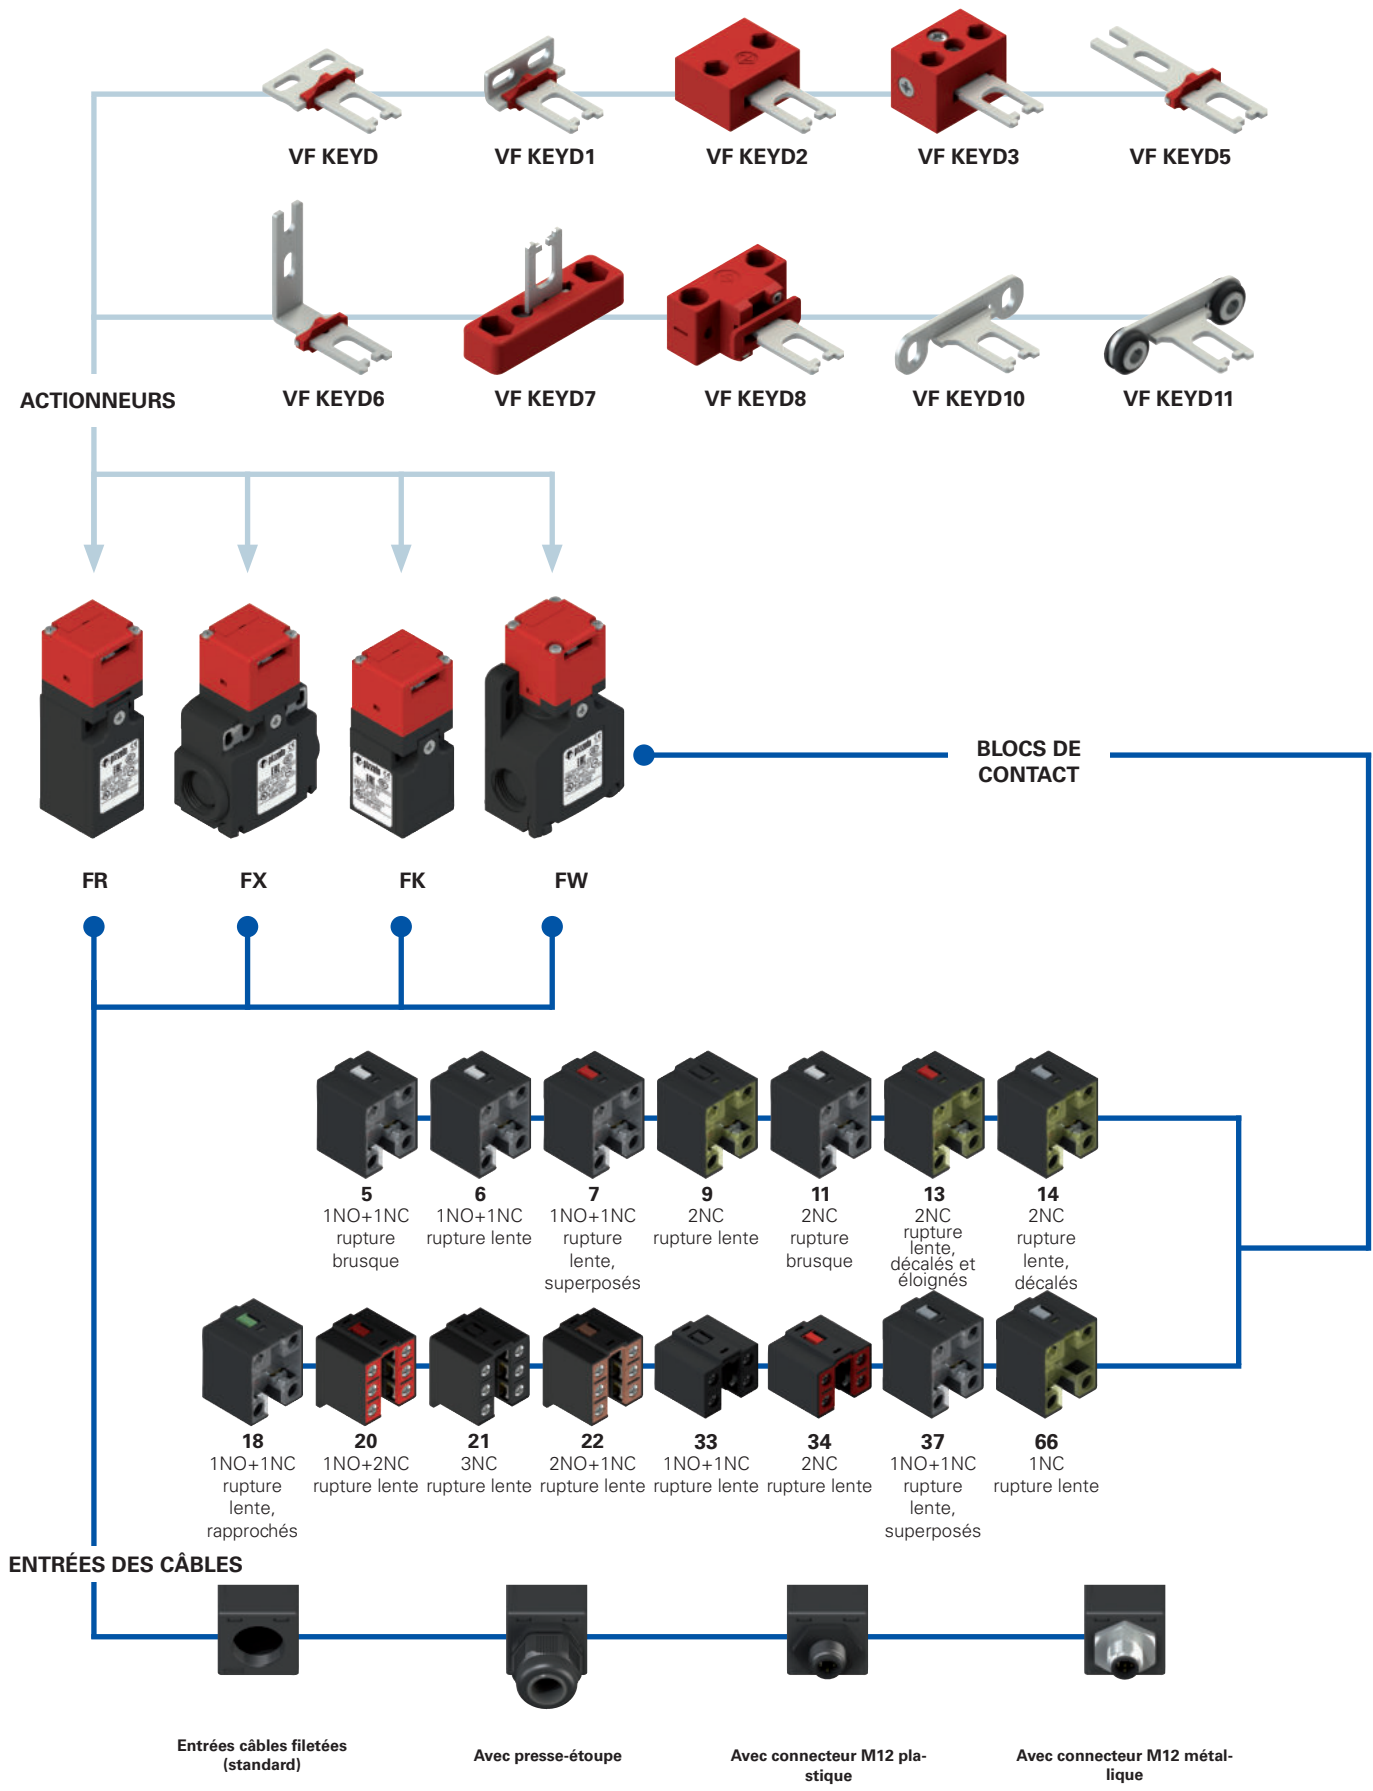 VF KEYD
VF KEYD1
VF KEYD2
VF KEYD3
VF KEYD5
VF KEYD6
VF KEYD7
VF KEYD8
VF KEYD10
VF KEYD11
ACTIONNEURS
BLOCS DE
CONTACT
FR
FX
FK
FW
5
1NO+1NC
rupture
brusque
6
1NO+1NC
rupture lente
7
1NO+1NC
rupture
lente,
superposés
9
2NC
rupture lente
11
2NC
rupture
brusque
13
2NC
rupture
lente,
décalés et
éloignés
14
2NC
rupture
lente,
décalés
18
1NO+1NC
rupture
lente,
rapprochés
20
1NO+2NC
rupture lente
21
3NC
rupture lente
22
2NO+1NC
rupture lente
33
1NO+1NC
rupture lente
34
2NC
rupture lente
37
1NO+1NC
rupture
lente,
superposés
66
1NC
rupture lente
ENTRÉES DES CÂBLES
Entrées câbles filetées
(standard)
Avec presse-étoupe
Avec connecteur M12 pla-
stique
Avec connecteur M12 métal-
lique